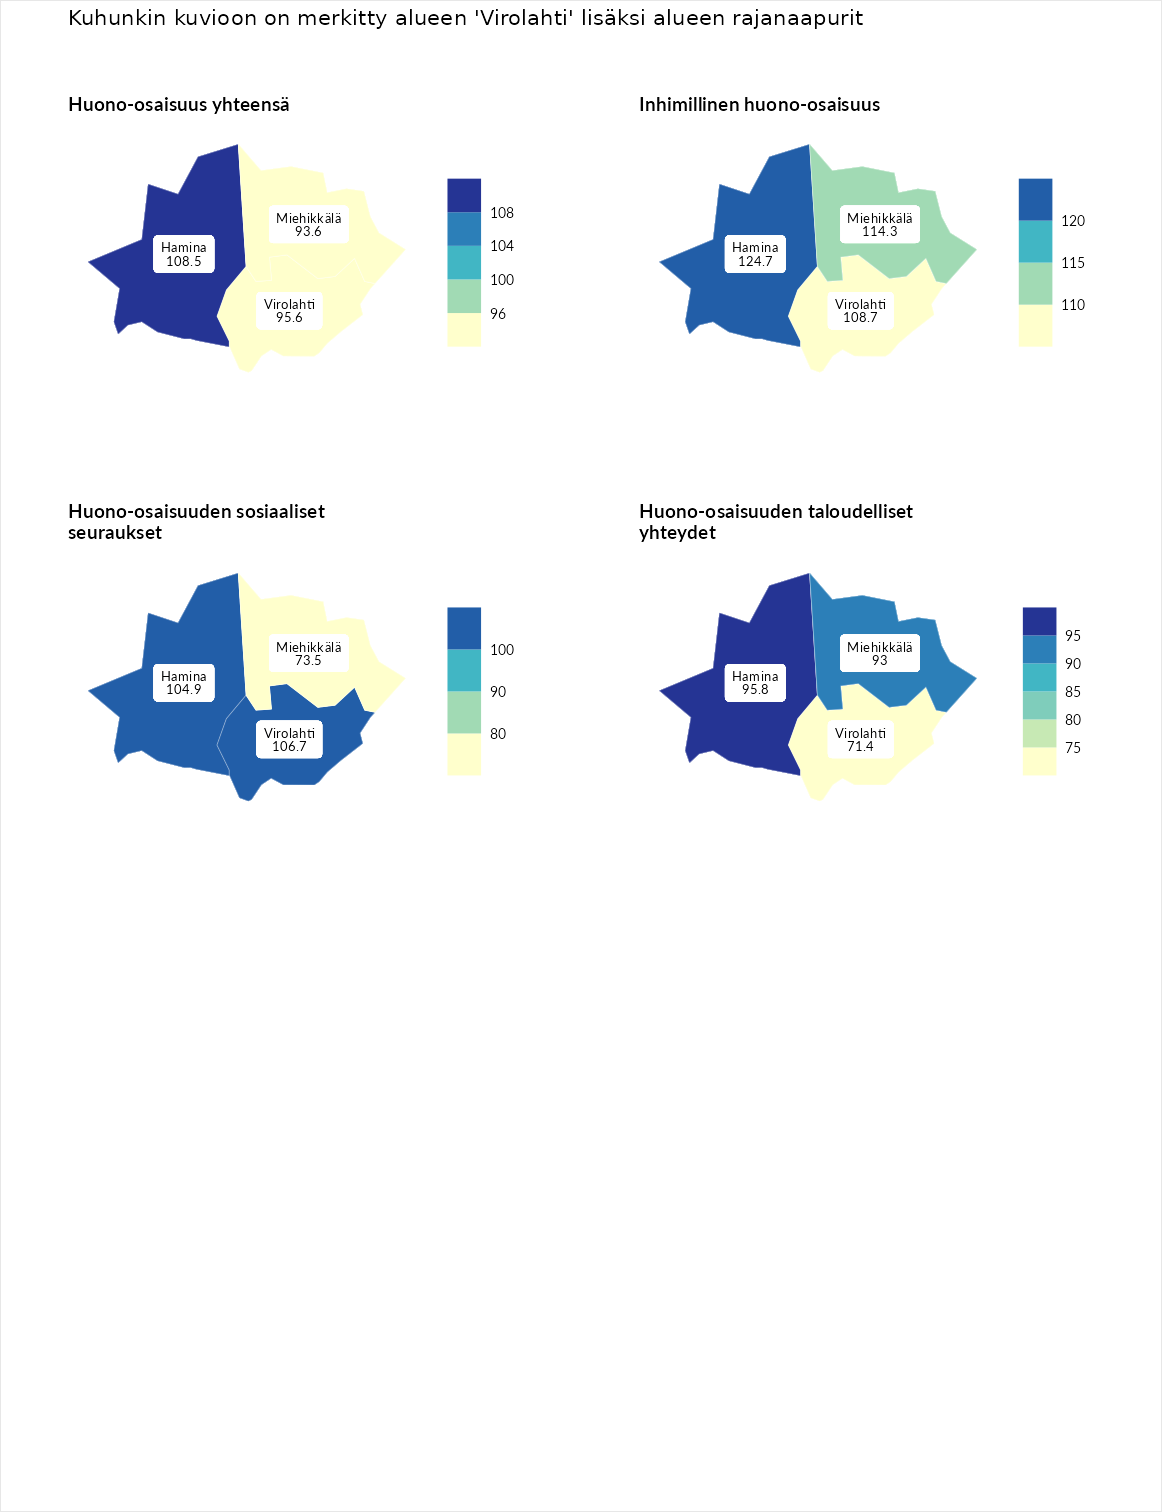 Kuhunkin kuvioon on merkitty alueen 'Virolahti' lisäksi alueen rajanaapurit
Huono-osaisuus yhteensä
Hamina
108.5
Miehikkälä
93.6
Virolahti
95.6
108
104
100
96
Inhimillinen huono-osaisuus
Hamina
124.7
Miehikkälä
114.3
Virolahti
108.7
120
115
110
Huono-osaisuuden sosiaaliset
seuraukset
Hamina
104.9
Miehikkälä
73.5
Virolahti
106.7
100
90
80
Huono-osaisuuden taloudelliset
yhteydet
Hamina
95.8
Miehikkälä
93
Virolahti
71.4
95
90
85
80
75